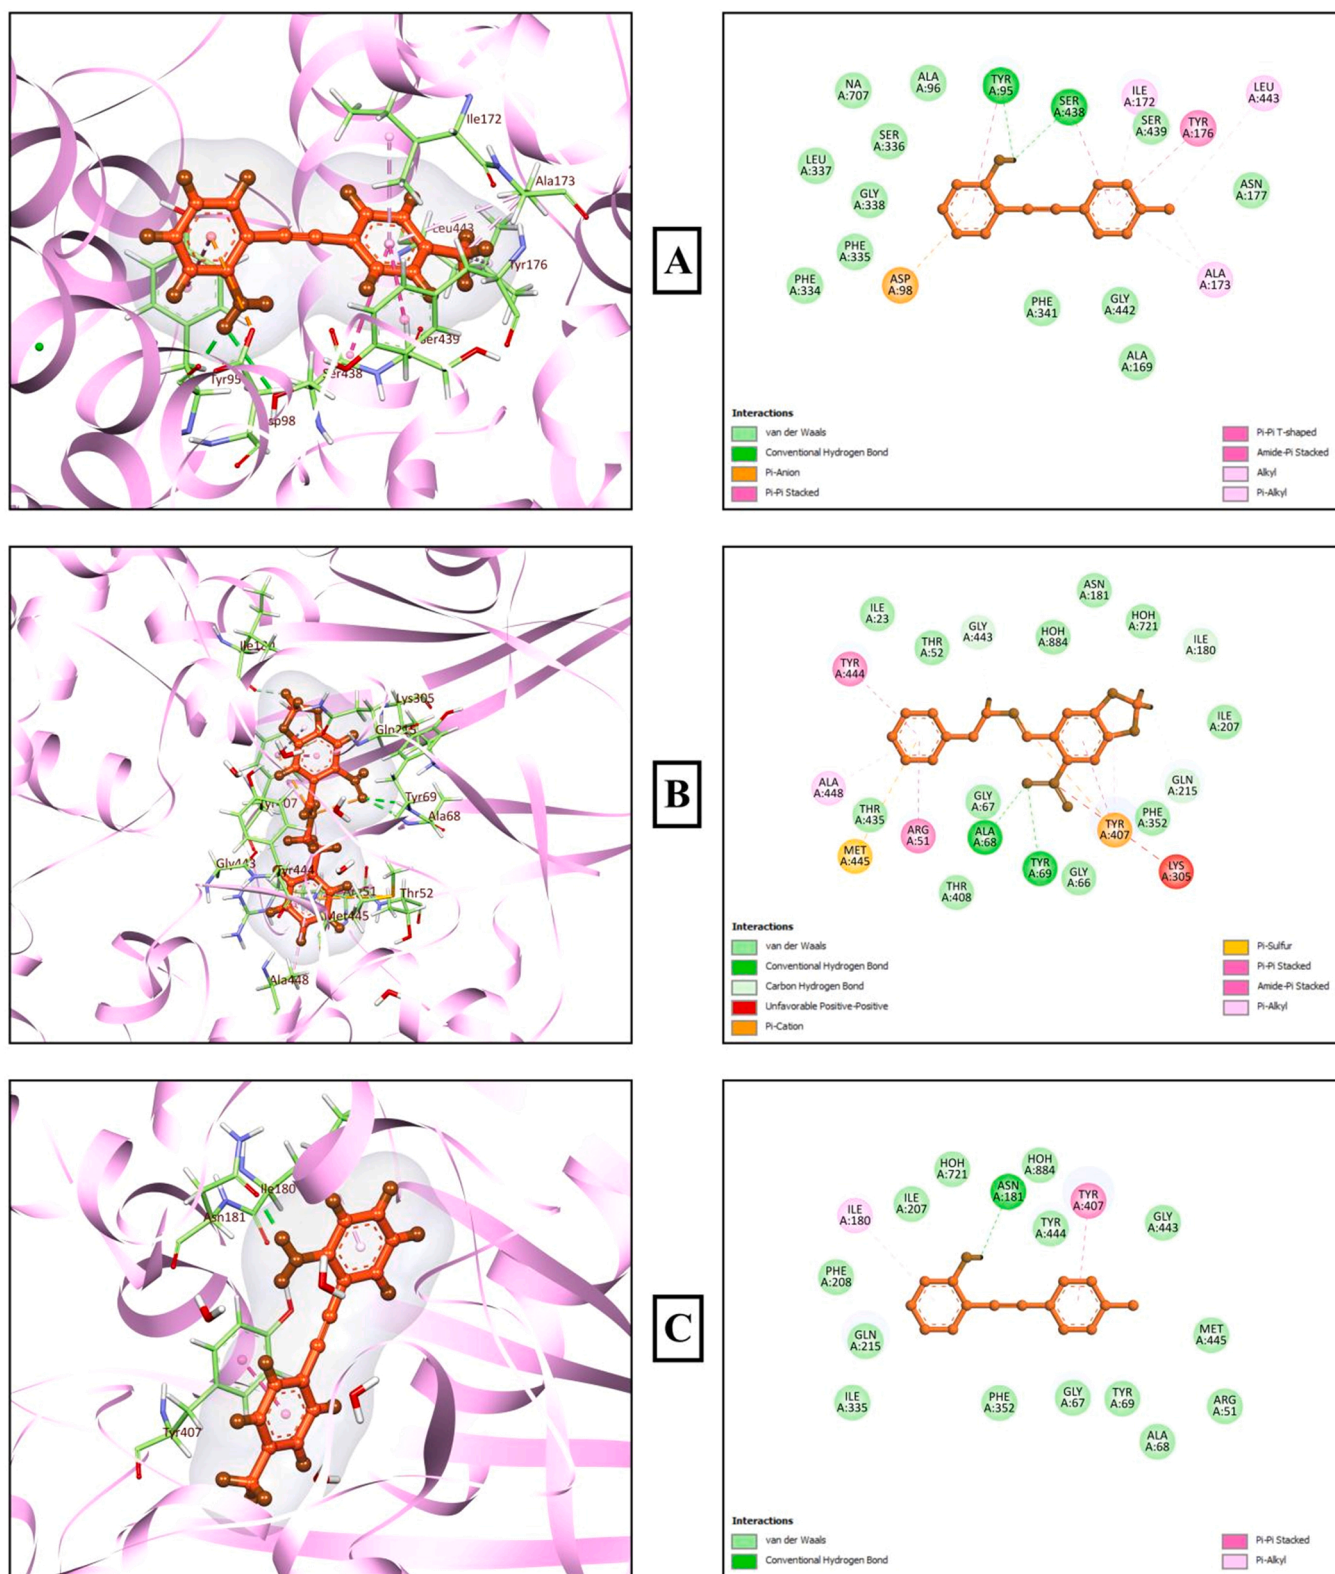 Ile172
Ala173
Leu443
Tyr176
Ser439
Ser438
Tyr95
sp98
A
NA
A:707
ALA
A:96
TYR
A:95
SER
A:438
ILE
A:172
LEU
A:443
SER
A:336
SER
A:439
TYR
A:176
LEU
A:337
GLY
A:338
ASN
A:177
PHE
A:335
PHE
A:334
ASP
A:98
PHE
A:341
GLY
A:442
ALA
A:173
ALA
A:169
Interactions
van der Waals
Conventional Hydrogen Bond
Pi-Anion
Pi-Pi Stacked
Pi-Pi T-shaped
Amide-Pi Stacked
Alkyl
Pi-Alkyl
Lys305
Gln215
Tyr69
Ala68
Gly443
Tyr444
Thr52
Met445
Ala448
B
ASN
A:181
ILE
A:23
THR
A:52
GLY
A:443
HOH
A:884
HOH
A:721
ILE
A:180
TYR
A:444
ILE
A:207
ALA
A:448
THR
A:435
GLY
A:67
GLN
A:215
PHE
A:352
MET
A:445
ARG
A:51
ALA
A:68
TYR
A:407
TYR
A:69
GLY
A:66
LYS
A:305
THR
A:408
Interactions
van der Waals
Conventional Hydrogen Bond
Carbon Hydrogen Bond
Unfavorable Positive-Positive
Pi-Cation
Pi-Sulfur
Pi-Pi Stacked
Amide-Pi Stacked
Pi-Alkyl
Ile180
Asn181
Tyr407
C
HOH
A:721
HOH
A:884
ASN
A:181
TYR
A:407
ILE
A:180
ILE
A:207
TYR
A:444
GLY
A:443
PHE
A:208
GLN
A:215
MET
A:445
ILE
A:335
PHE
A:352
GLY
A:67
TYR
A:69
ARG
A:51
ALA
A:68
Interactions
van der Waals
Conventional Hydrogen Bond
Pi-Pi Stacked
Pi-Alkyl